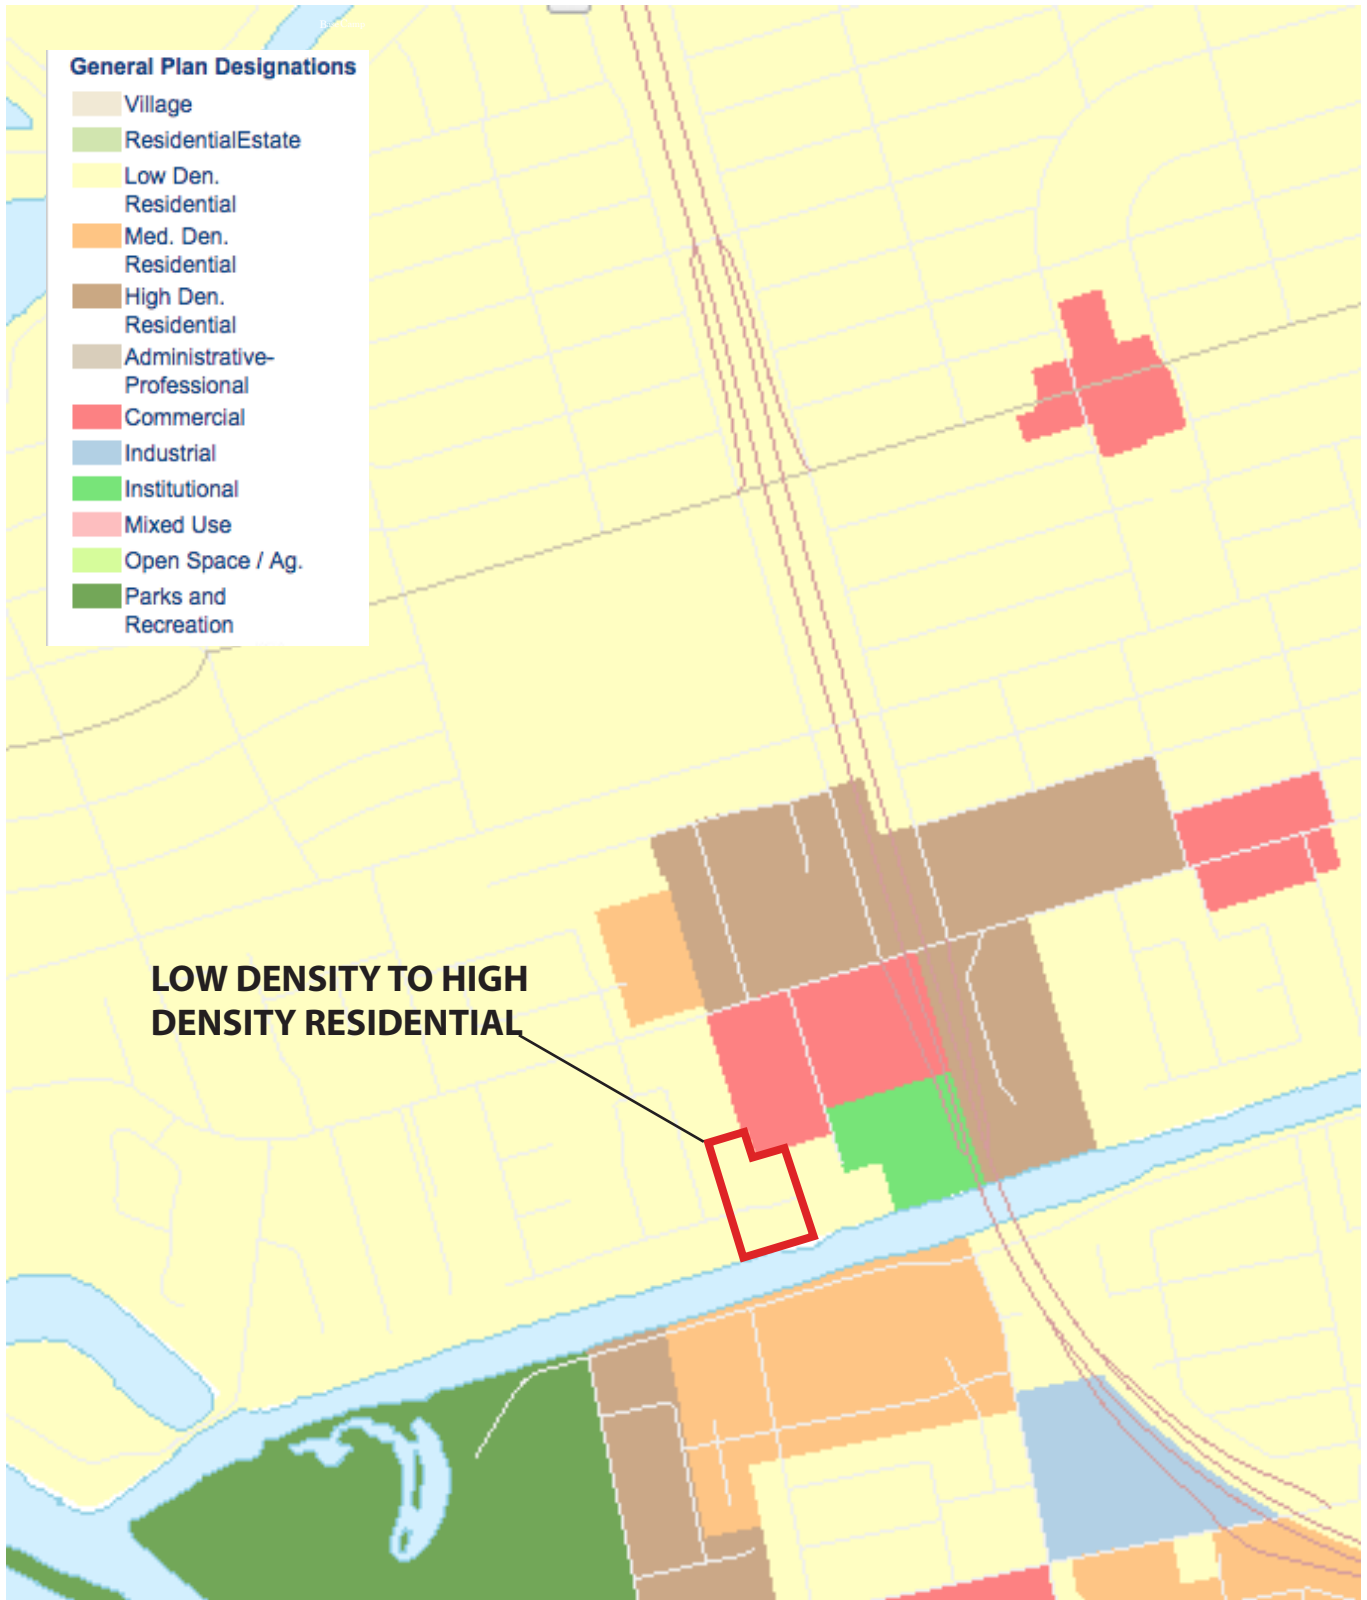 General Plan Designations
Village
ResidentialEstate
Low Den.
Residential
Med. Den.
Residential
High Den.
Residential
Administrative-
Professional
Commercial
Industrial
Institutional
Mixed Use
Open Space / Ag.
Parks and
Recreation
LOW DENSITY TO HIGH
DENSITY RESIDENTIAL